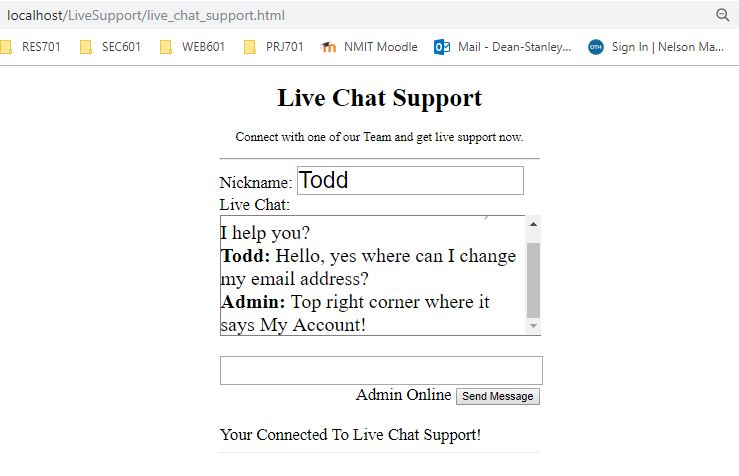 localhost/LiveSupport/live_chat_support.html
RES701 SEC601 WEB601 PRJ701 NMIT Moodle Mail - Dean-Stanley... OTH Sign In | Nelson Ma...
Live Chat Support
Connect with one of our Team and get live support now.
Nickname: Todd
Live Chat:
I help you?
Todd: Hello, yes where can I change
my email address?
Admin: Top right corner where it
says My Account!
Admin Online Send Message
Your Connected To Live Chat Support!